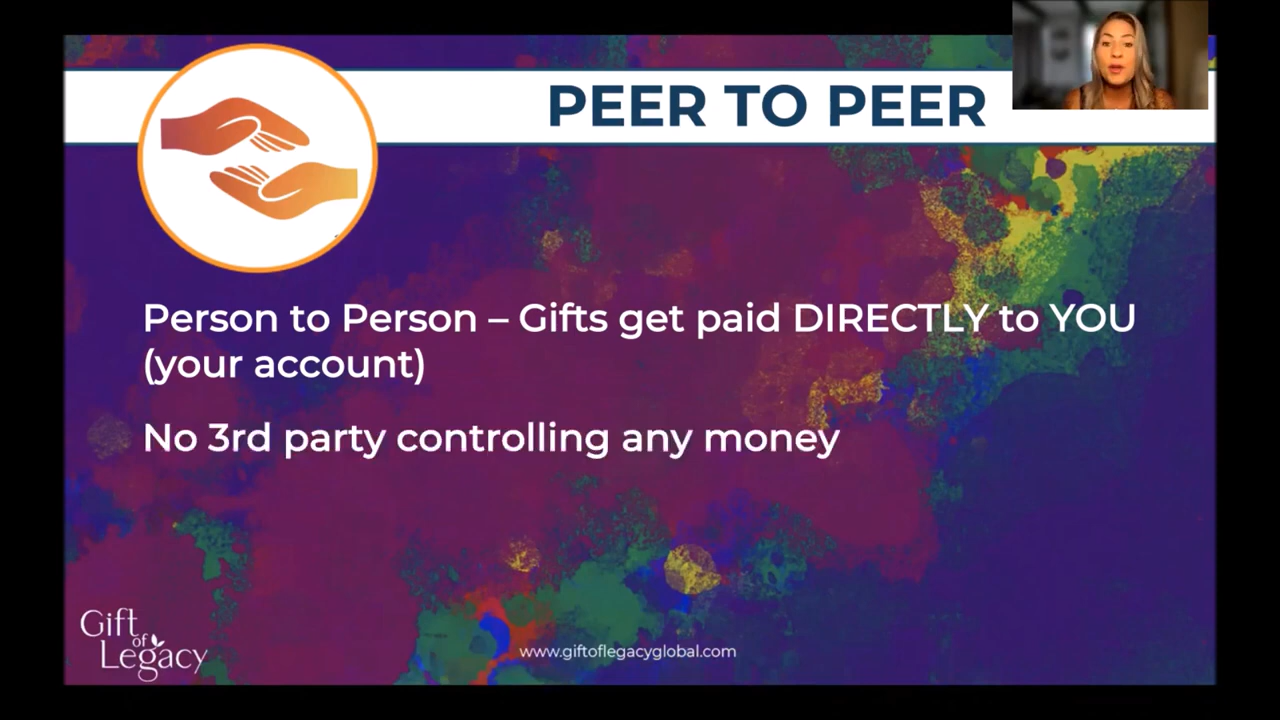 PEER TO PEER
Person to Person – Gifts get paid DIRECTLY to YOU
(your account)
No 3rd party controlling any money
Gift
of
Legacy
www.giftoflegacyglobal.com